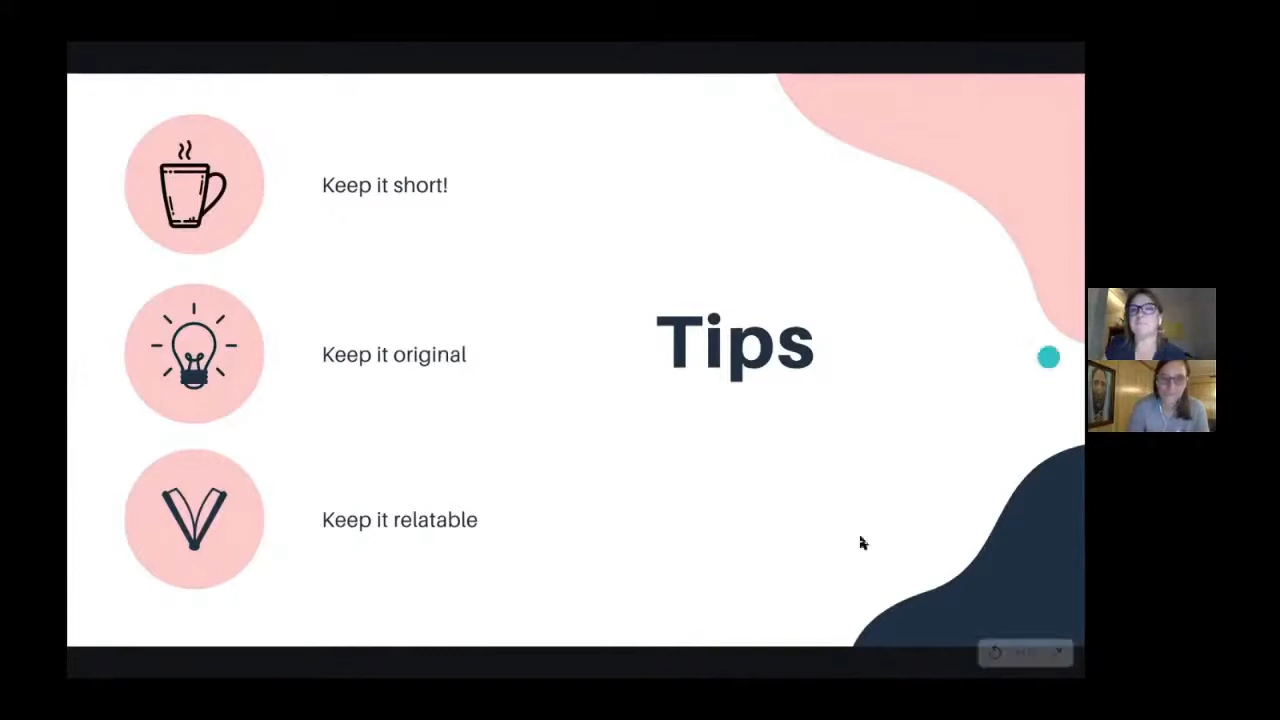 Keep it short!
Keep it original
Tips
Keep it relatable